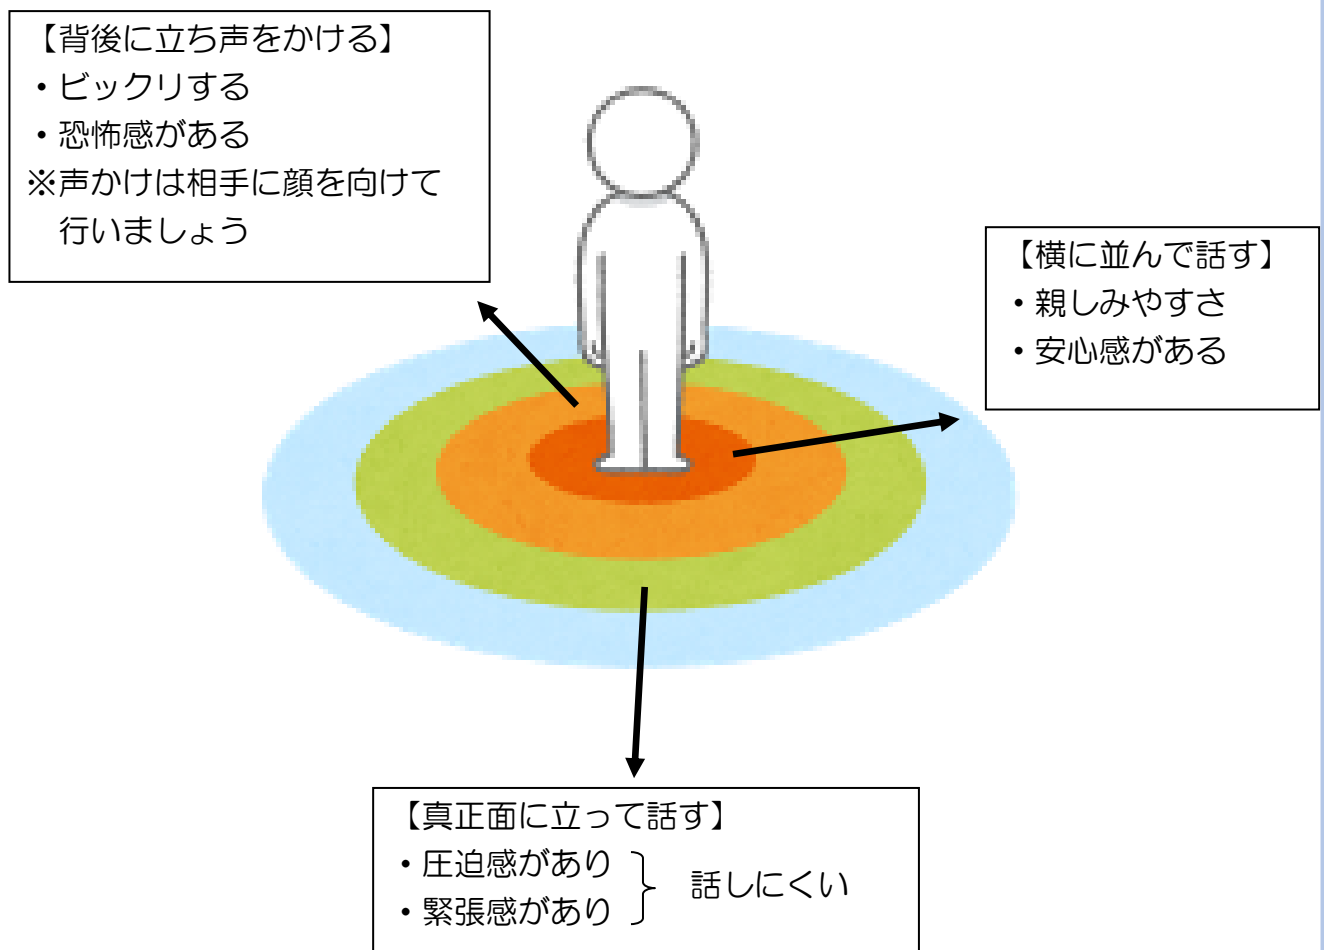 【背後に立ち声をかける】
・ビックリする
・恐怖感がある
※声かけは相手に顔を向けて
行いましょう
【横に並んで話す】
・親しみやすさ
・安心感がある
【真正面に立って話す】
・圧迫感があり
・緊張感があり
話しにくい